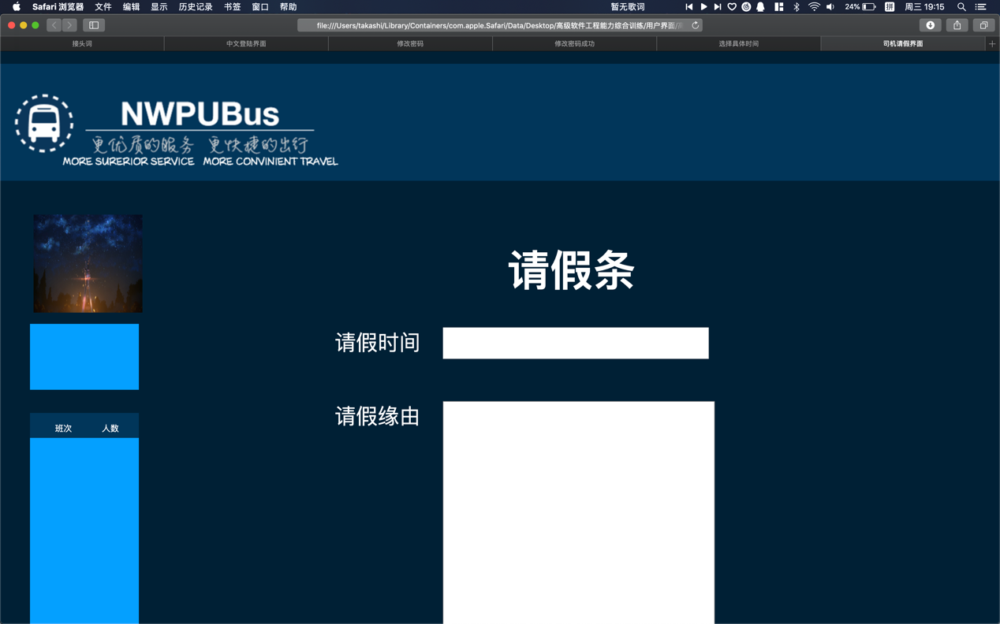 Safari 浏览器 文件 编辑 显示 历史记录 书签 窗口 帮助 暂无歌词 24% 拼 周三 19:15
file:///Users/takashi/Library/Containers/com.apple.Safari/Data/Desktop/高级软件工程能力综合训练/用户界面/
接头词 中文登陆界面 修改密码 修改密码成功 选择具体时间 司机请假界面
NWPUBus
更优质的服务 更快捷的出行
MORE SURERIOR SERVICE MORE CONVINIENT TRAVEL
请假条
请假时间
请假缘由
班次 人数